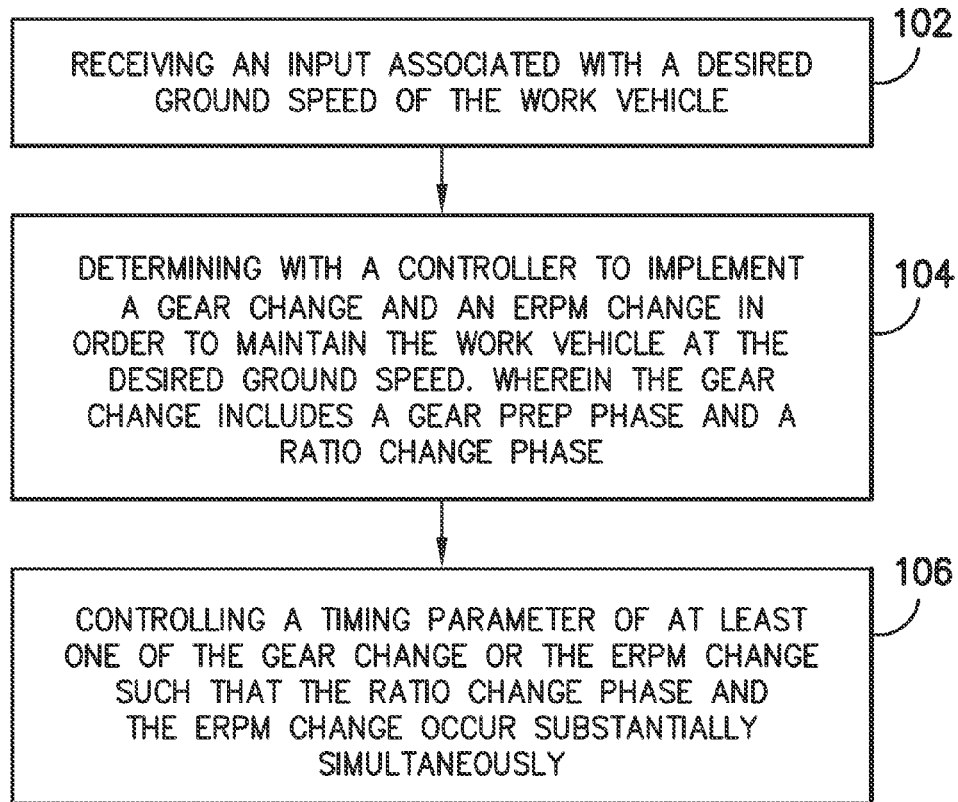 102
RECEIVING AN INPUT ASSOCIATED WITH A DESIRED
GROUND SPEED OF THE WORK VEHICLE
104
DETERMINING WITH A CONTROLLER TO IMPLEMENT
A GEAR CHANGE AND AN ERPM CHANGE IN
ORDER TO MAINTAIN THE WORK VEHICLE AT THE
DESIRED GROUND SPEED. WHEREIN THE GEAR
CHANGE INCLUDES A GEAR PREP PHASE AND A
RATIO CHANGE PHASE
106
CONTROLLING A TIMING PARAMETER OF AT LEAST
ONE OF THE GEAR CHANGE OR THE ERPM CHANGE
SUCH THAT THE RATIO CHANGE PHASE AND
THE ERPM CHANGE OCCUR SUBSTANTIALLY
SIMULTANEOUSLY